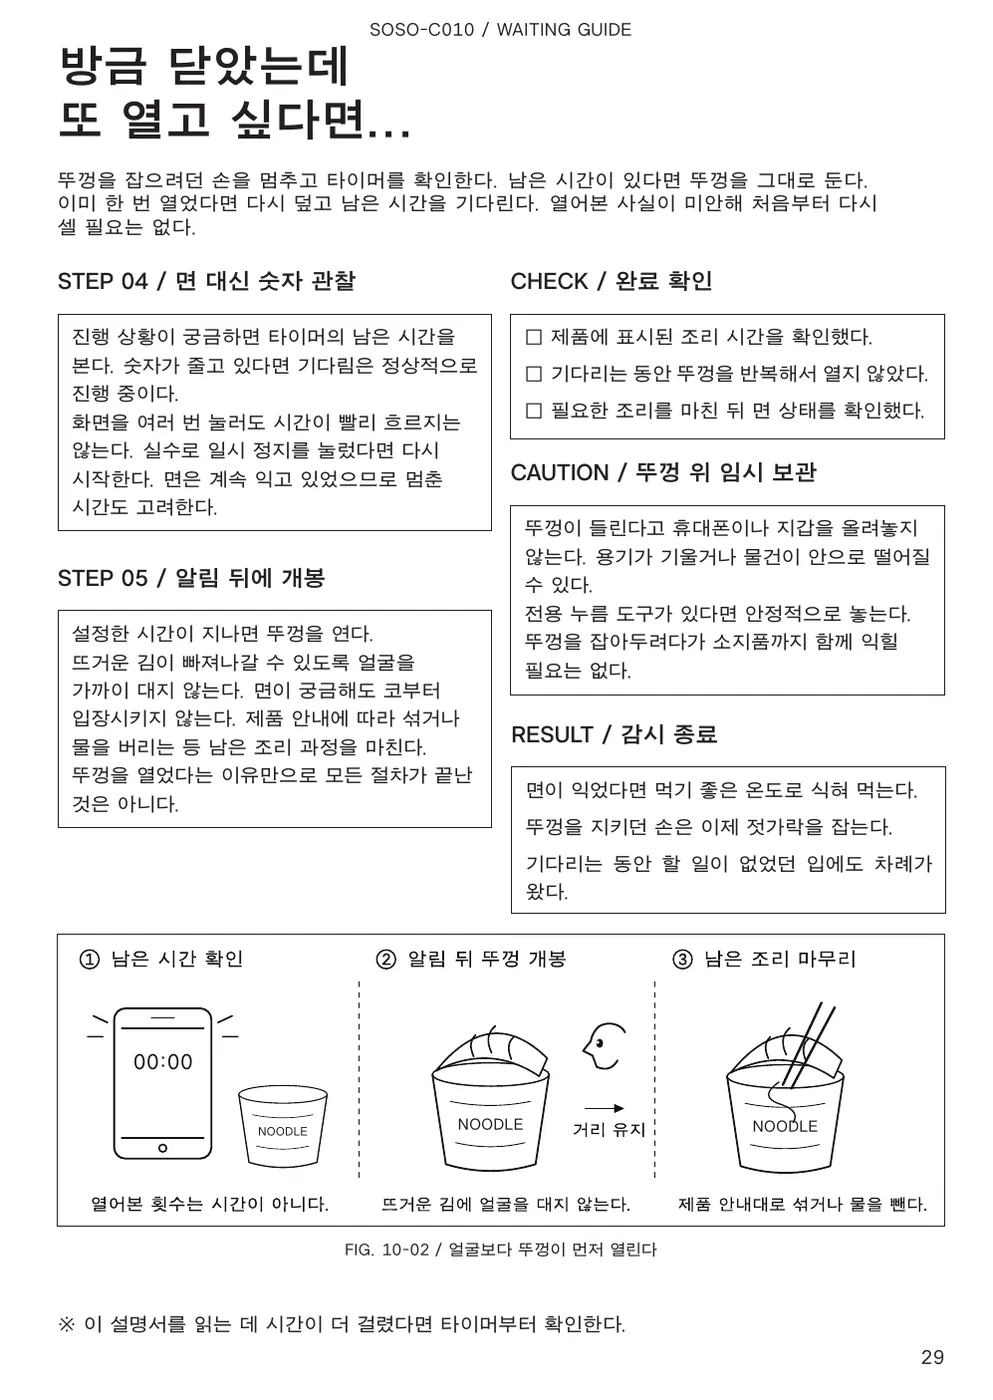 SOSO-C010 / WAITING GUIDE
방금 닫았는데
또 열고 싶다면...
뚜껑을 잡으려던 손을 멈추고 타이머를 확인한다. 남은 시간이 있다면 뚜껑을 그대로 둔다.
이미 한 번 열었다면 다시 덮고 남은 시간을 기다린다. 열어본 사실이 미안해 처음부터 다시
셀 필요는 없다.
STEP 04 / 면 대신 숫자 관찰
진행 상황이 궁금하면 타이머의 남은 시간을
본다. 숫자가 줄고 있다면 기다림은 정상적으로
진행 중이다.
화면을 여러 번 눌러도 시간이 빨리 흐르지는
않는다. 실수로 일시 정지를 눌렀다면 다시
시작한다. 면은 계속 익고 있었으므로 멈춘
시간도 고려한다.
STEP 05 / 알림 뒤에 개봉
설정한 시간이 지나면 뚜껑을 연다.
뜨거운 김이 빠져나갈 수 있도록 얼굴을
가까이 대지 않는다. 면이 궁금해도 코부터
입장시키지 않는다. 제품 안내에 따라 섞거나
물을 버리는 등 남은 조리 과정을 마친다.
뚜껑을 열었다는 이유만으로 모든 절차가 끝난
것은 아니다.
CHECK / 완료 확인
□ 제품에 표시된 조리 시간을 확인했다.
□ 기다리는 동안 뚜껑을 반복해서 열지 않았다.
□ 필요한 조리를 마친 뒤 면 상태를 확인했다.
CAUTION / 뚜껑 위 임시 보관
뚜껑이 들린다고 휴대폰이나 지갑을 올려놓지
않는다. 용기가 기울거나 물건이 안으로 떨어질
수 있다.
전용 누름 도구가 있다면 안정적으로 놓는다.
뚜껑을 잡아두려다가 소지품까지 함께 익힐
필요는 없다.
RESULT / 감시 종료
면이 익었다면 먹기 좋은 온도로 식혀 먹는다.
뚜껑을 지키던 손은 이제 젓가락을 잡는다.
기다리는 동안 할 일이 없었던 입에도 차례가
왔다.
① 남은 시간 확인
00:00
NOODLE
열어본 횟수는 시간이 아니다.
② 알림 뒤 뚜껑 개봉
NOODLE
거리 유지
뜨거운 김에 얼굴을 대지 않는다.
③ 남은 조리 마무리
NOODLE
제품 안내대로 섞거나 물을 뺀다.
FIG. 10-02 / 얼굴보다 뚜껑이 먼저 열린다
※ 이 설명서를 읽는 데 시간이 더 걸렸다면 타이머부터 확인한다.
29